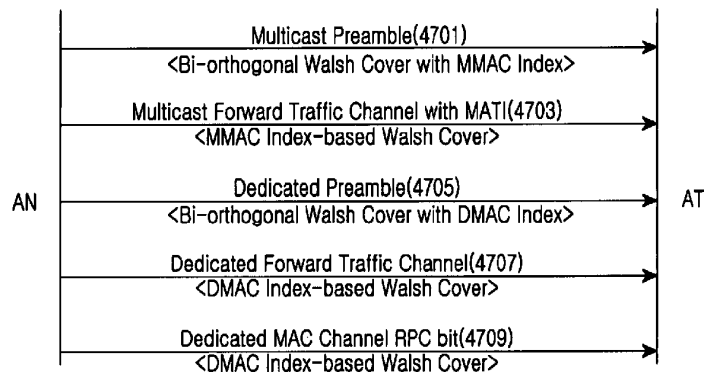 Multicast Preamble(4701)
<Bi-orthogonal Walsh Cover with MMAC Index>
Multicast Forward Traffic Channel with MATI(4703)
<MMAC Index-based Walsh Cover>
Dedicated Preamble(4705)
AN
AT
<Bi-orthogonal Walsh Cover with DMAC Index>
Dedicated Forward Traffic Channel(4707)
<DMAC Index-based Walsh Cover>
Dedicated MAC Channel RPC bit(4709)
<DMAC Index-based Walsh Cover>